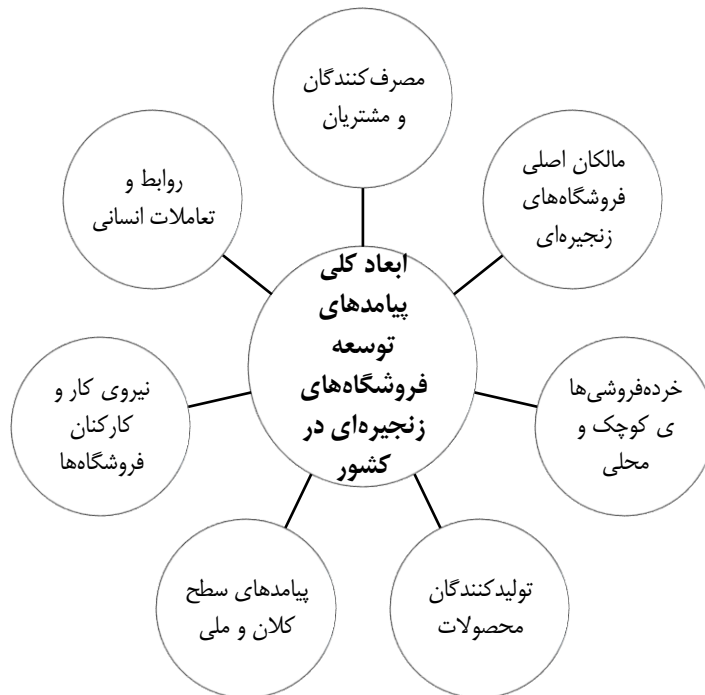 مصرف‌کنندگان
و مشتریان
مالکان اصلی
فروشگاه‌های
زنجیره‌ای
روابط و
تعاملات انسانی
ابعاد کلی
پیامدهای
توسعه
فروشگاه‌های
زنجیره‌ای در
کشور
خرده‌فروشی‌ها
ی کوچک و
محلی
نیروی کار و
کارکنان
فروشگاه‌ها
تولیدکنندگان
محصولات
پیامدهای سطح
کلان و ملی